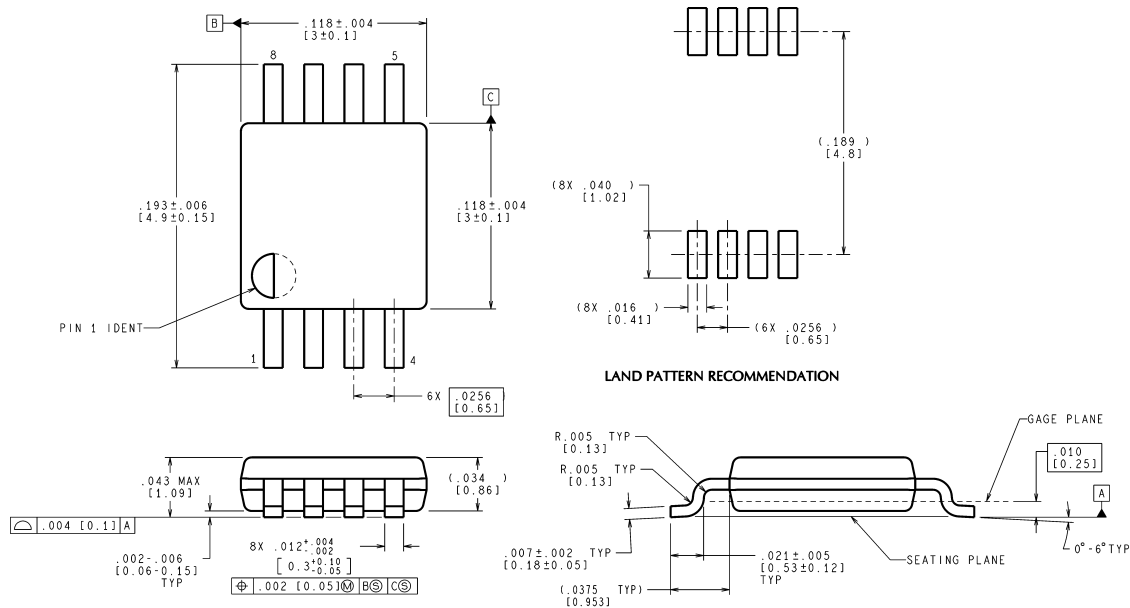 B
.118±.004
[3±0.1]
8
5
C
.193±.006
[4.9±0.15]
.118±.004
[3±0.1]
PIN 1 IDENT
1
4
6X .0256
[0.65]
(.189 )
[4.8]
(8X .040 )
[1.02]
(8X .016 )
[0.41]
(6X .0256 )
[0.65]
LAND PATTERN RECOMMENDATION
.043 MAX
[1.09]
(.034 )
[0.86]
⌓ .004 [0.1] A
.002-.006
[0.06-0.15]
TYP
8X .012+.004
-.002
[0.3+0.10
-0.05]
⌖ .002 [0.05]Ⓜ BⓈ CⓈ
R.005 TYP
[0.13]
R.005 TYP
[0.13]
GAGE PLANE
.010
[0.25]
A
0°-6° TYP
.007±.002 TYP
[0.18±0.05]
.021±.005
[0.53±0.12]
TYP
SEATING PLANE
(.0375 TYP)
[0.953]